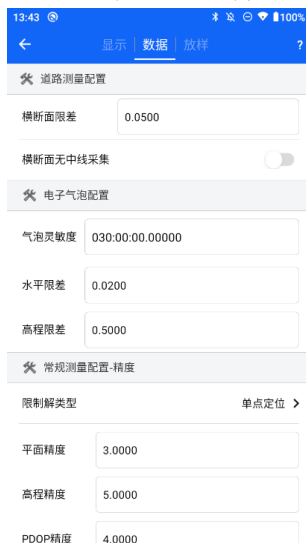 13:43 100%
显示 数据 放样 ?
道路测量配置
横断面限差 0.0500
横断面无中线采集
电子气泡配置
气泡灵敏度 030:00:00.00000
水平限差 0.0200
高程限差 0.5000
常规测量配置-精度
限制解类型 单点定位
平面精度 3.0000
高程精度 5.0000
PDOP精度 4.0000